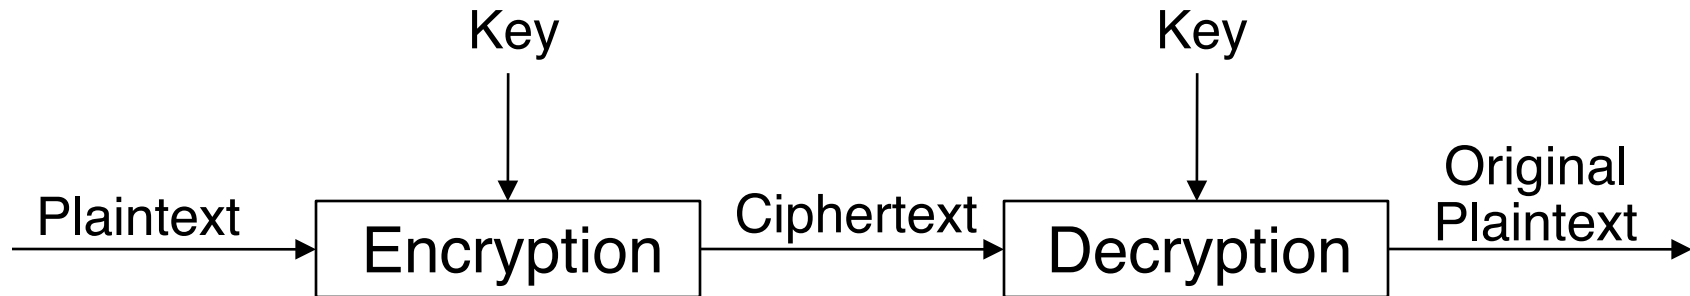 Key
Key
Plaintext
Encryption
Ciphertext
Decryption
Original
Plaintext